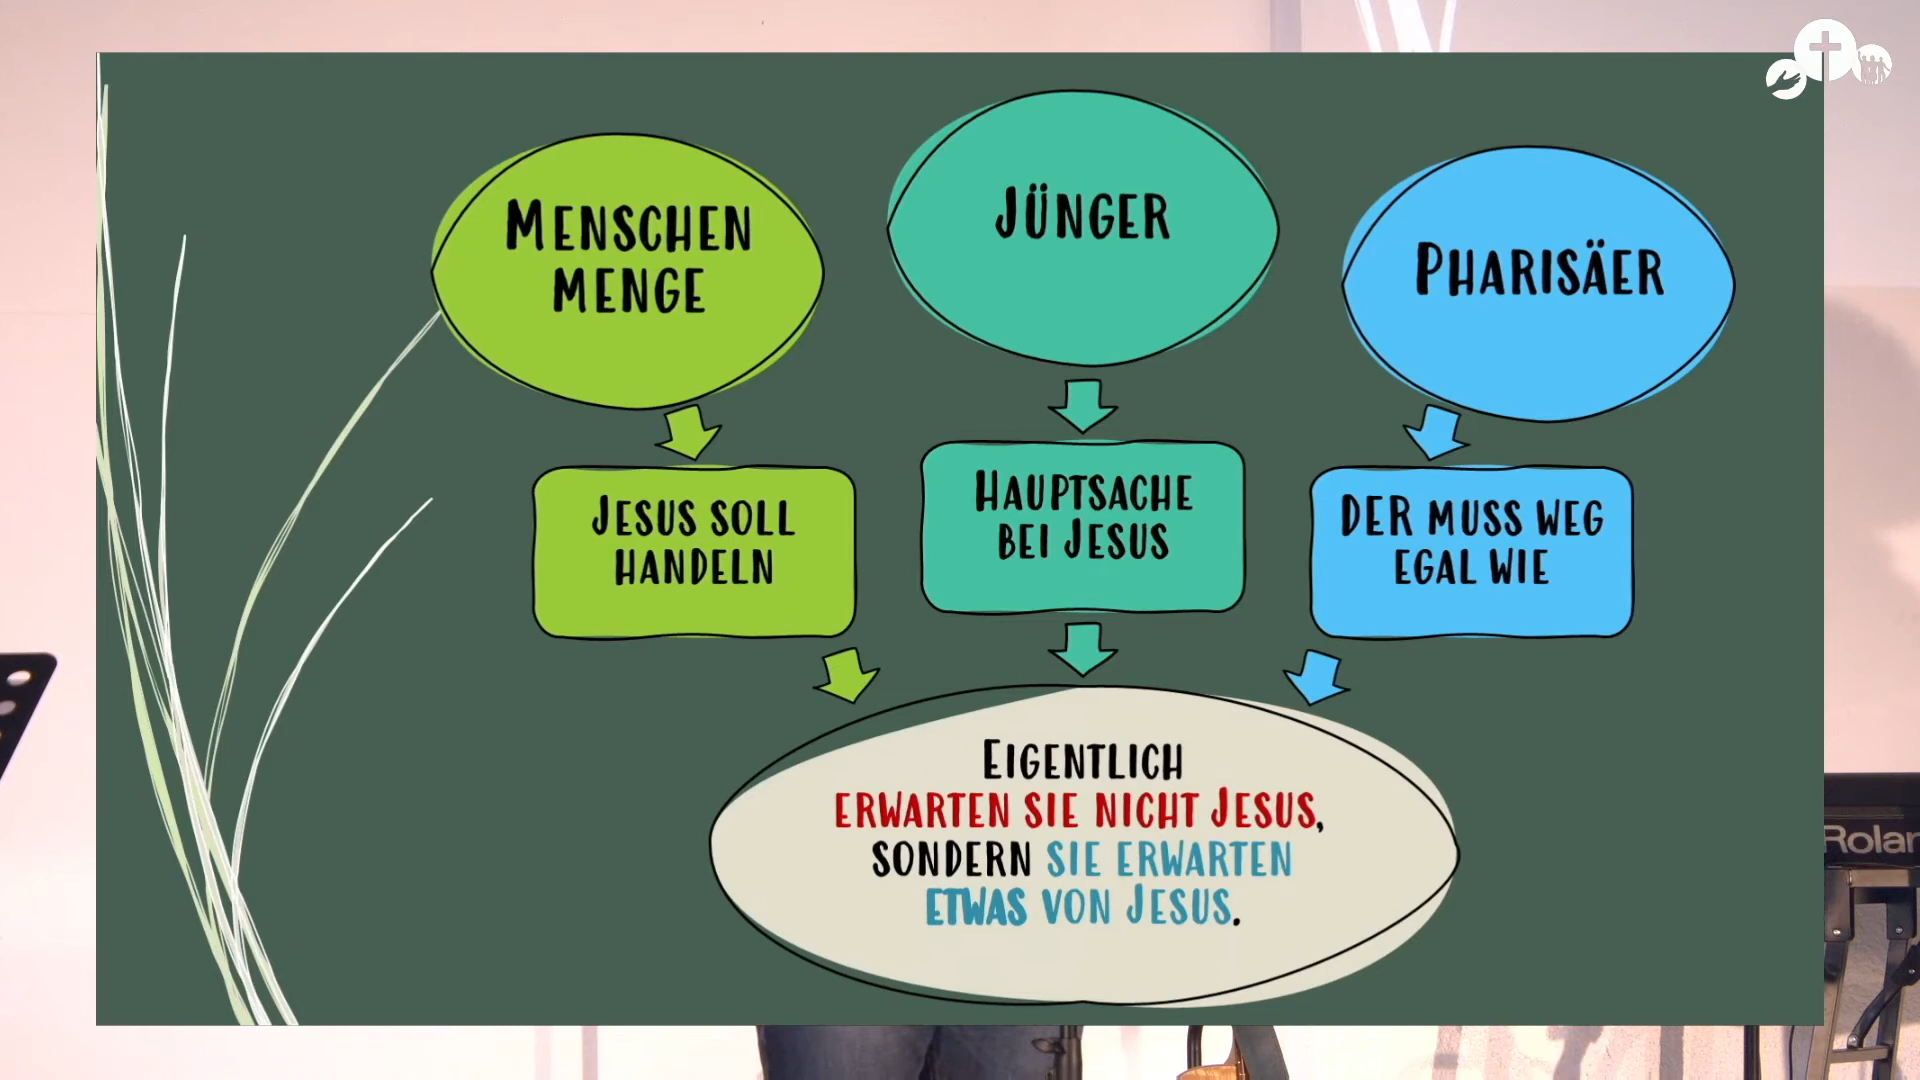 Menschen
menge
Jünger
Pharisäer
Jesus soll
handeln
Hauptsache
bei Jesus
der muss weg
egal wie
Eigentlich
erwarten sie nicht Jesus,
sondern sie erwarten
etwas von Jesus.
Rolan